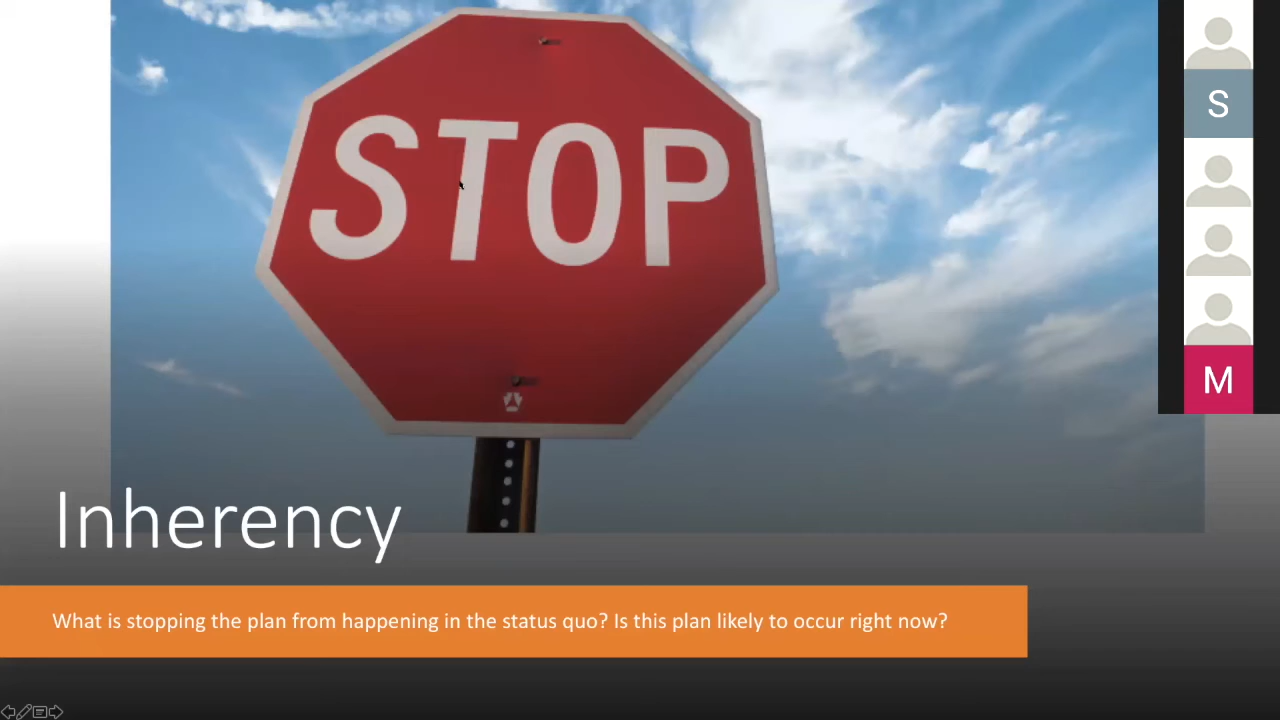 STOP
S
M
Inherency
What is stopping the plan from happening in the status quo? Is this plan likely to occur right now?